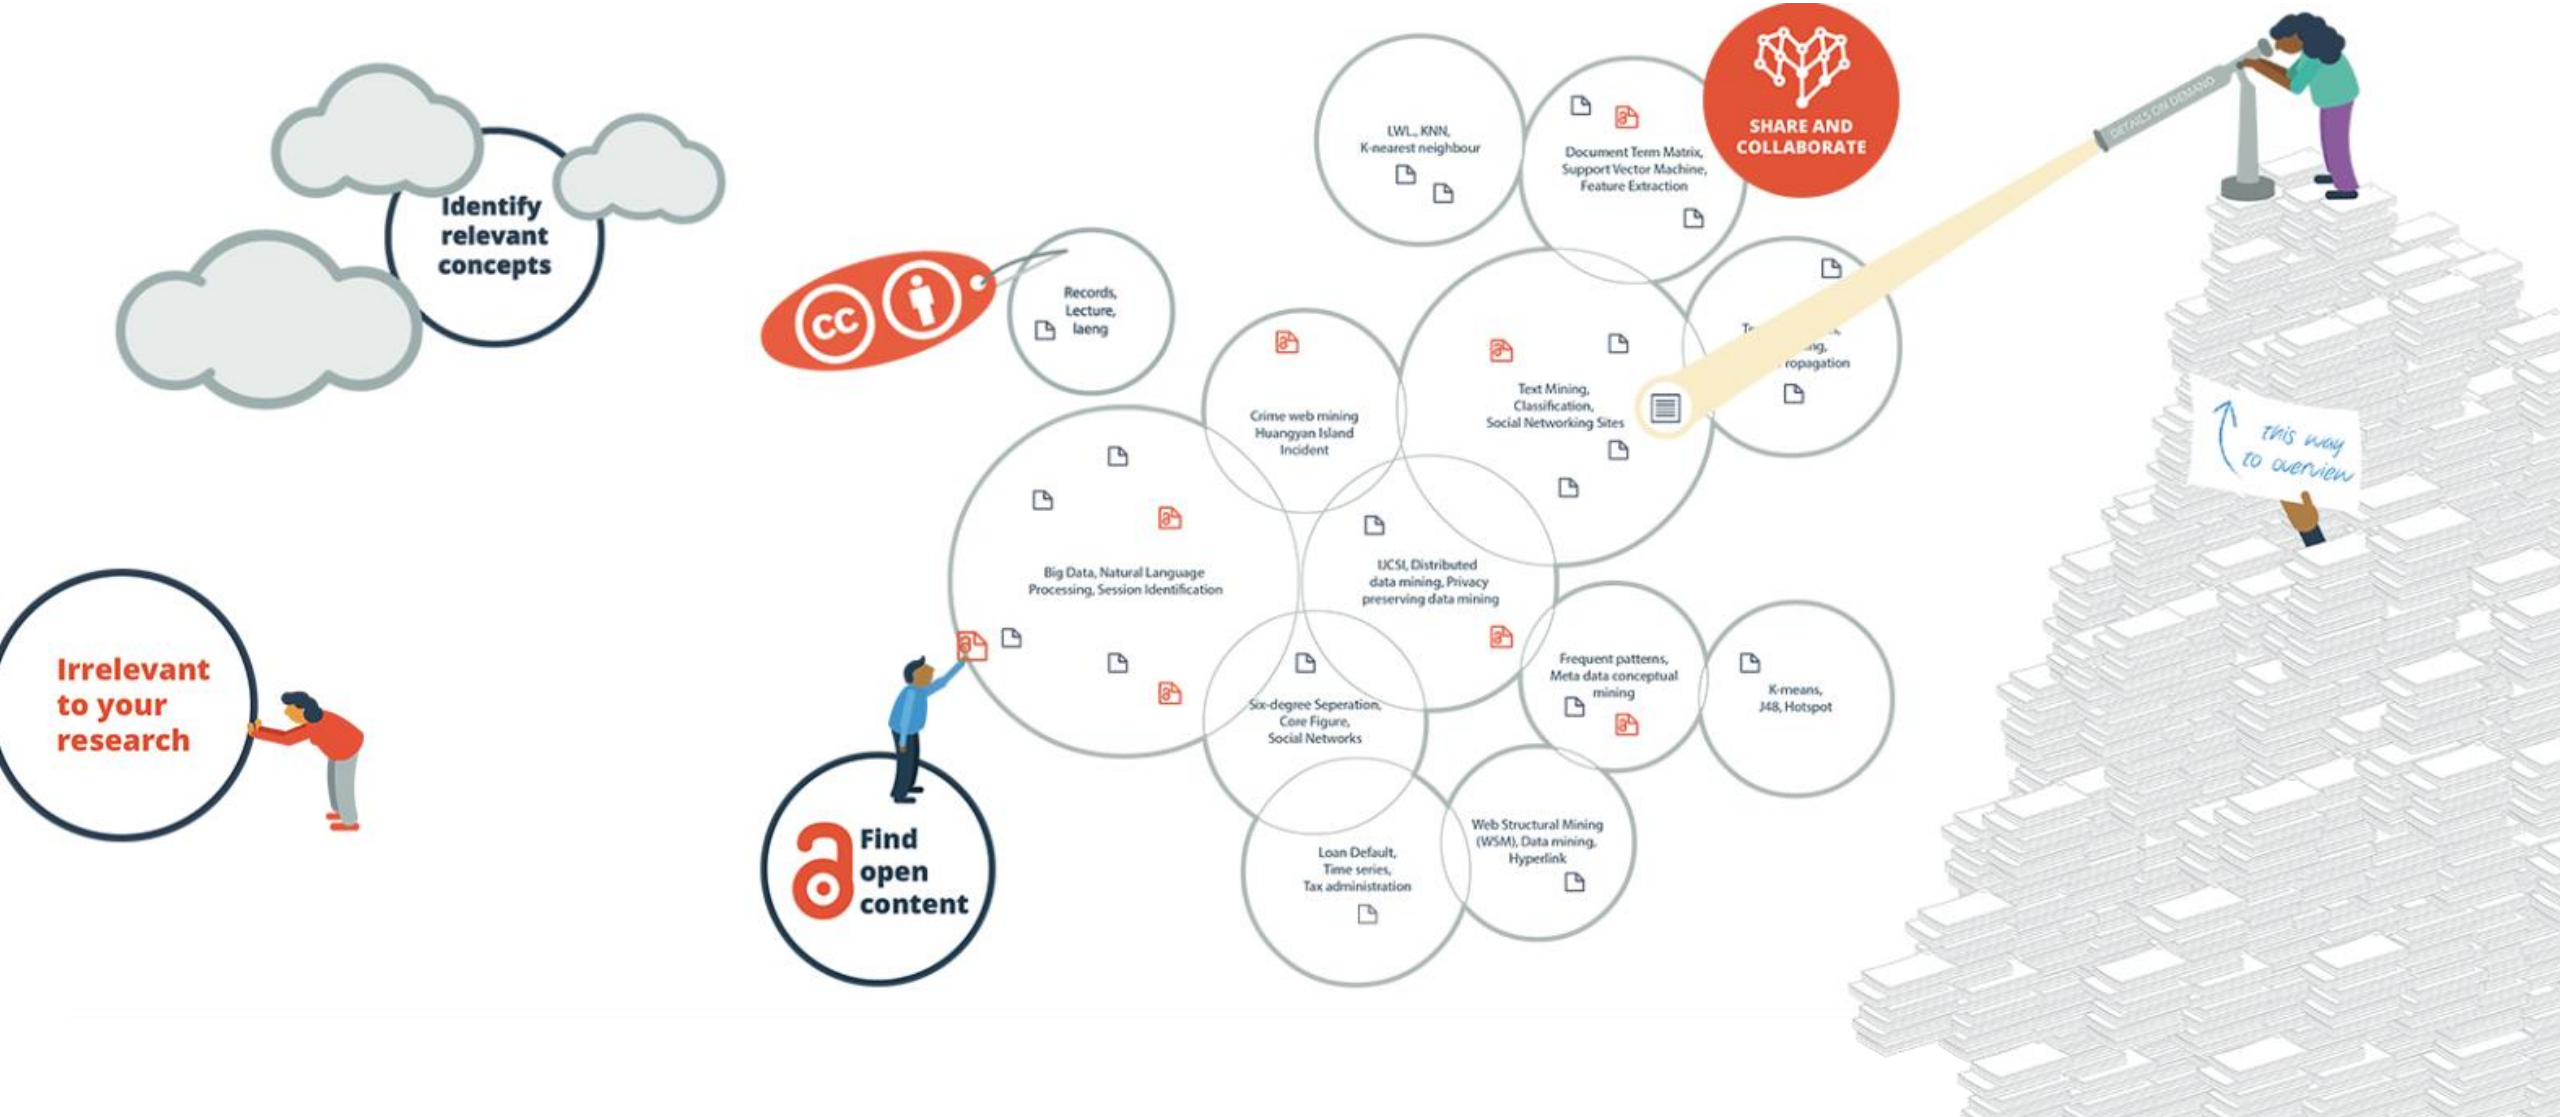 Identify
relevant
concepts
Irrelevant
to your
research
cc
Records,
Lecture,
laeng
LWL, KNN,
K-nearest neighbour
Document Term Matrix,
Support Vector Machine,
Feature Extraction
SHARE AND
COLLABORATE
DETAILS ON DEMAND
Crime web mining
Huangyan Island
Incident
Text Mining,
Classification,
Social Networking Sites
ropagation
this way
to overview
Big Data, Natural Language
Processing, Session Identification
IJCSI, Distributed
data mining, Privacy
preserving data mining
Six-degree Seperation,
Core Figure,
Social Networks
Frequent patterns,
Meta data conceptual
mining
K-means,
J48, Hotspot
Find
open
content
Loan Default,
Time series,
Tax administration
Web Structural Mining
(WSM), Data mining,
Hyperlink